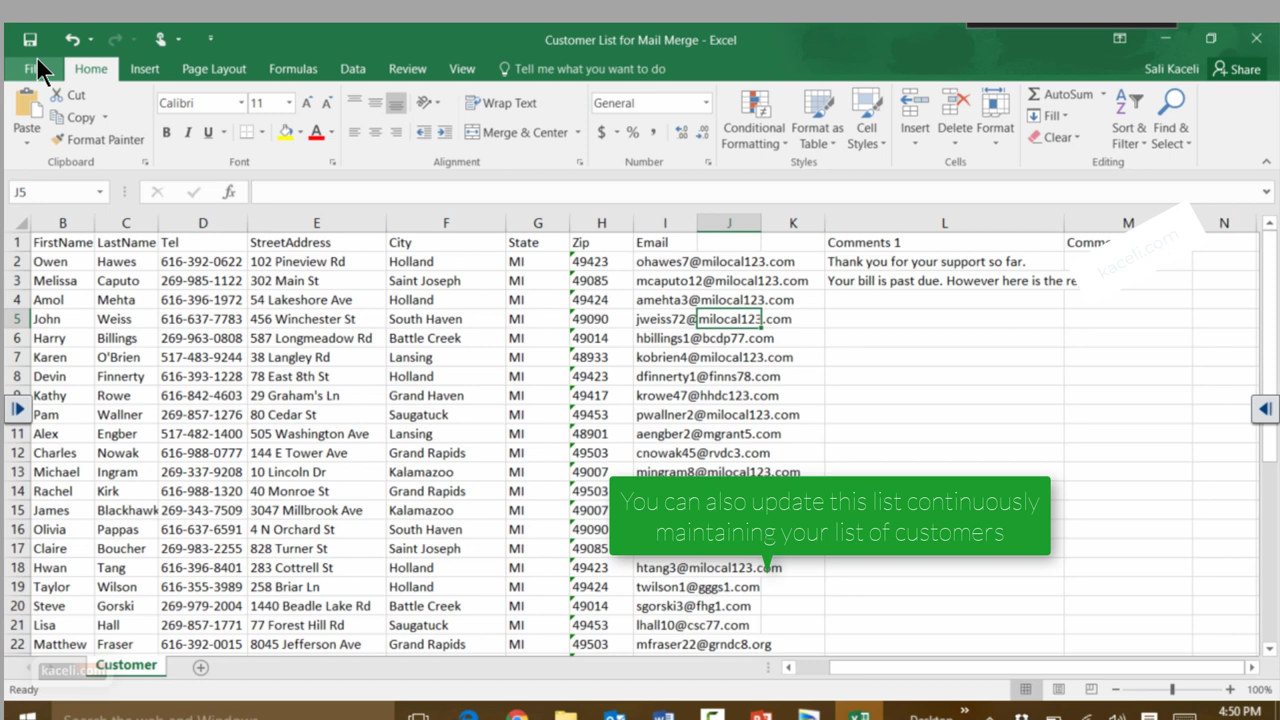 Customer List for Mail Merge - Excel
File Home Insert Page Layout Formulas Data Review View Tell me what you want to do Sali Kaceli Share
Cut Calibri 11 Wrap Text General AutoSum
Copy Fill
Paste Format Painter B I U Merge & Center $ % Conditional Formatting Format as Table Cell Styles Insert Delete Format Clear Sort & Filter Find & Select
Clipboard Font Alignment Number Styles Cells Editing
J5 fx
B C D E F G H I J K L M N
1 FirstName LastName Tel StreetAddress City State Zip Email Comments 1
2 Owen Hawes 616-392-0622 102 Pineview Rd Holland MI 49423 ohawes7@milocal123.com Thank you for your support so far.
3 Melissa Caputo 269-985-1122 302 Main St Saint Joseph MI 49085 mcaputo12@milocal123.com Your bill is past due. However here is the re
4 Amol Mehta 616-396-1972 54 Lakeshore Ave Holland MI 49424 amehta3@milocal123.com
5 John Weiss 616-637-7783 456 Winchester St South Haven MI 49090 jweiss72@milocal123.com
6 Harry Billings 269-963-0808 587 Longmeadow Rd Battle Creek MI 49014 hbillings1@bcdp77.com
7 Karen O'Brien 517-483-9244 38 Langley Rd Lansing MI 48933 kobrien4@milocal123.com
8 Devin Finnerty 616-393-1228 78 East 8th St Holland MI 49423 dfinnerty1@finns78.com
Kathy Rowe 616-842-4603 29 Graham's Ln Grand Haven MI 49417 krowe47@hhdc123.com
Pam Wallner 269-857-1276 80 Cedar St Saugatuck MI 49453 pwallner2@milocal123.com
11 Alex Engber 517-482-1400 505 Washington Ave Lansing MI 48901 aengber2@mgrant5.com
12 Charles Nowak 616-988-0777 144 E Tower Ave Grand Rapids MI 49503 cnowak45@rvdc3.com
13 Michael Ingram 269-337-9208 10 Lincoln Dr Kalamazoo MI 49007 mingram8@milocal123.com
14 Rachel Kirk 616-988-1320 40 Monroe St Grand Rapids MI 49503
15 James Blackhawk 269-343-7509 3047 Millbrook Ave Kalamazoo MI 49007
16 Olivia Pappas 616-637-6591 4 N Orchard St South Haven MI 49090
17 Claire Boucher 269-983-2255 828 Turner St Saint Joseph MI 49085
18 Hwan Tang 616-396-8401 283 Cottrell St Holland MI 49423 htang3@milocal123.com
19 Taylor Wilson 616-355-3989 258 Briar Ln Holland MI 49424 twilson1@gggs1.com
20 Steve Gorski 269-979-2004 1440 Beadle Lake Rd Battle Creek MI 49014 sgorski3@fhg1.com
21 Lisa Hall 269-857-1771 77 Forest Hill Rd Saugatuck MI 49453 lhall10@csc77.com
22 Matthew Fraser 616-392-0015 8045 Jefferson Ave Grand Rapids MI 49503 mfraser22@grndc8.org
You can also update this list continuously
maintaining your list of customers
kaceli.com
kaceli.com Customer
Ready 100%
Search the web and Windows Desktop 4:50 PM